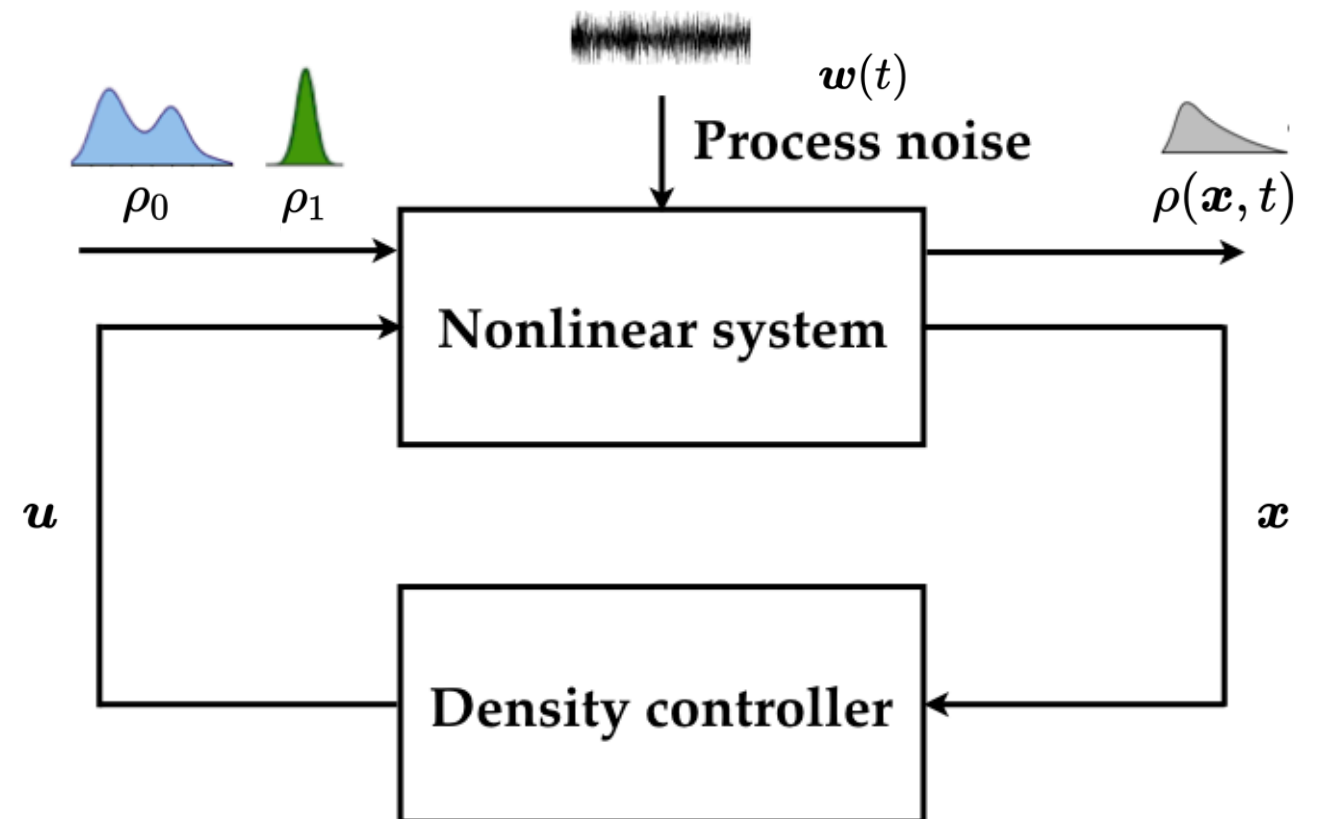 w(t)
Process noise
ρ₀ ρ₁ ρ(x, t)
Nonlinear system
u x
Density controller